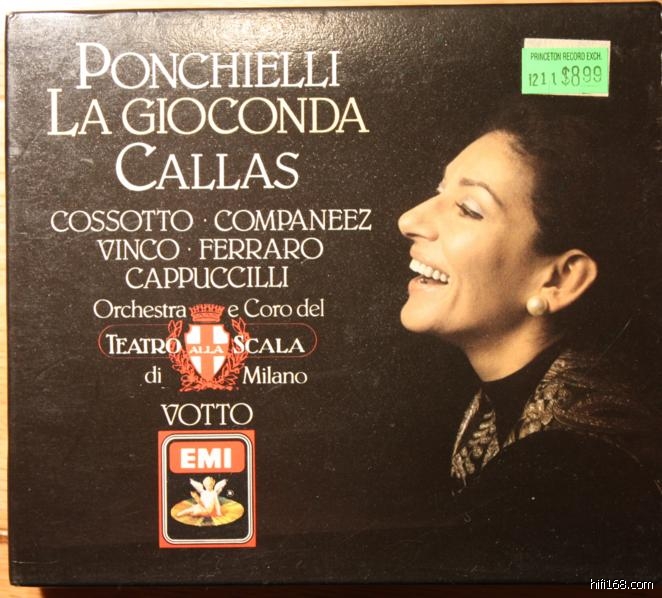 PONCHIELLI
LA GIOCONDA
CALLAS
COSSOTTO · COMPANEEZ
VINCO · FERRARO
CAPPUCCILLI
Orchestra e Coro del
TEATRO ALLA SCALA
di Milano
VOTTO
EMI
PRINCETON RECORD EXCH.
1211 $8.99
hifi168.com